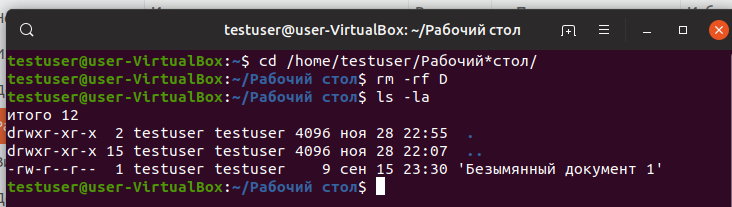 testuser@user-VirtualBox: ~/Рабочий стол
testuser@user-VirtualBox:~$ cd /home/testuser/Рабочий*стол/
testuser@user-VirtualBox:~/Рабочий стол$ rm -rf D
testuser@user-VirtualBox:~/Рабочий стол$ ls -la
итого 12
drwxr-xr-x  2 testuser testuser 4096 ноя 28 22:55  .
drwxr-xr-x 15 testuser testuser 4096 ноя 28 22:07  ..
-rw-r--r--  1 testuser testuser    9 сен 15 23:30 'Безымянный документ 1'
testuser@user-VirtualBox:~/Рабочий стол$